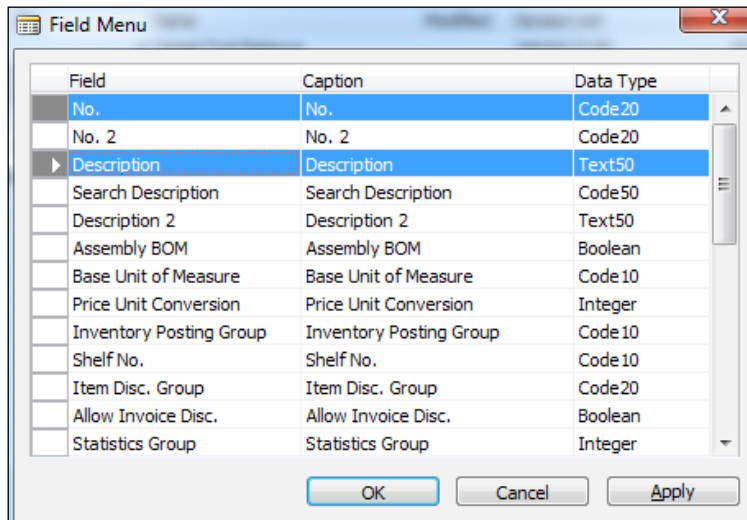 Field Menu
Field Caption Data Type
No. No. Code20
No. 2 No. 2 Code20
Description Description Text50
Search Description Search Description Code50
Description 2 Description 2 Text50
Assembly BOM Assembly BOM Boolean
Base Unit of Measure Base Unit of Measure Code10
Price Unit Conversion Price Unit Conversion Integer
Inventory Posting Group Inventory Posting Group Code10
Shelf No. Shelf No. Code10
Item Disc. Group Item Disc. Group Code20
Allow Invoice Disc. Allow Invoice Disc. Boolean
Statistics Group Statistics Group Integer
OK Cancel Apply